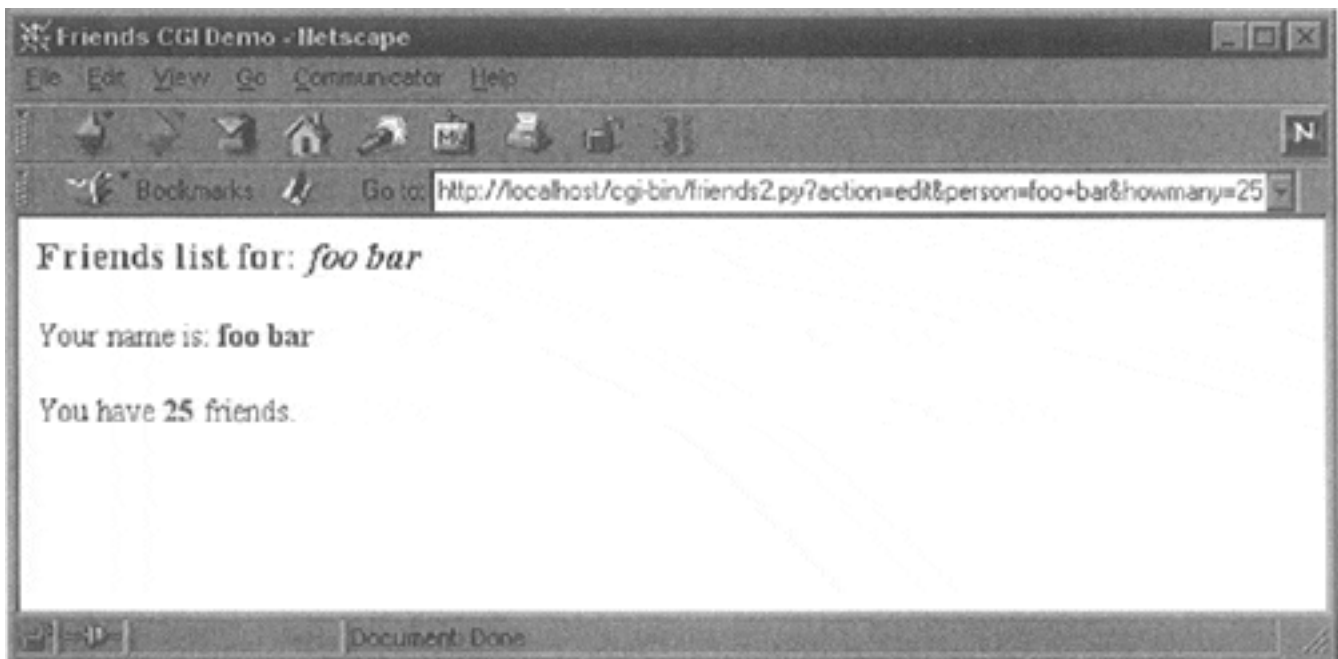 Friends CGI Demo - Netscape
File Edit View Go Communicator Help
My
N
Bookmarks Go to: http://localhost/cgi-bin/friends2.py?action=edit&person=foo+bar&howmany=25
Friends list for: foo bar
Your name is: foo bar
You have 25 friends.
Document: Done